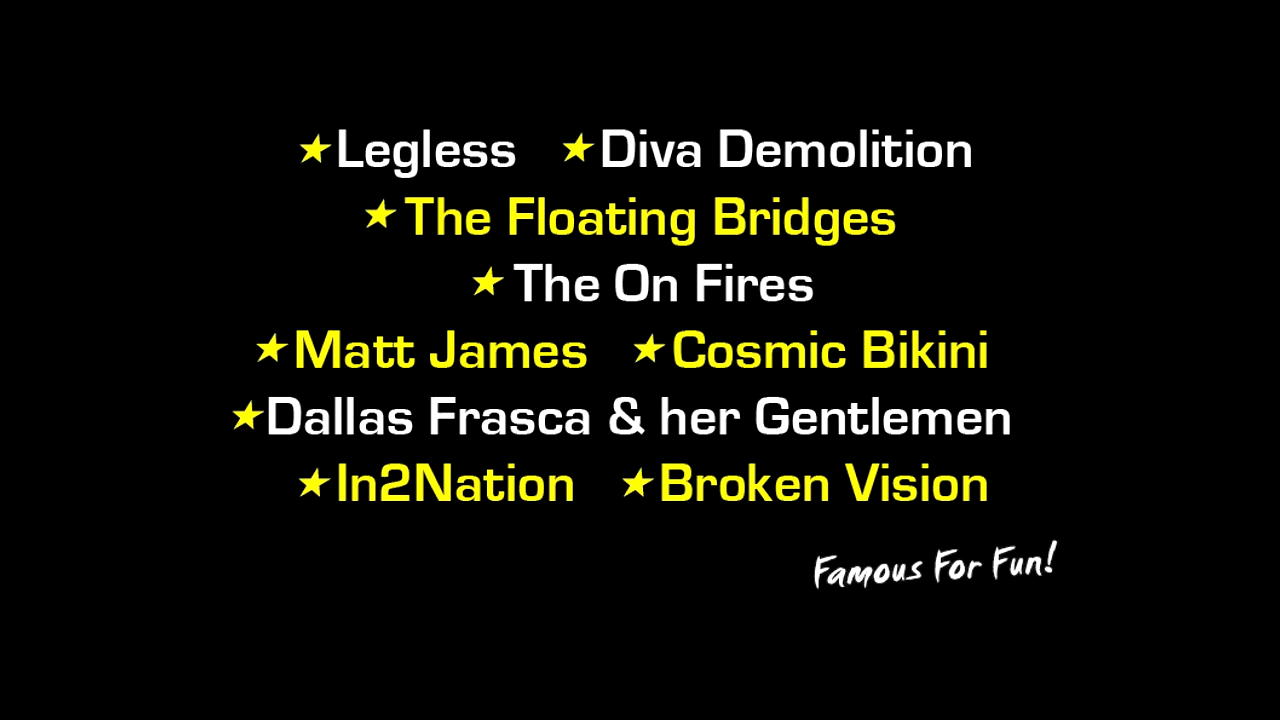 ★Legless ★Diva Demolition
★The Floating Bridges
★The On Fires
★Matt James ★Cosmic Bikini
★Dallas Frasca & her Gentlemen
★In2Nation ★Broken Vision
Famous For Fun!